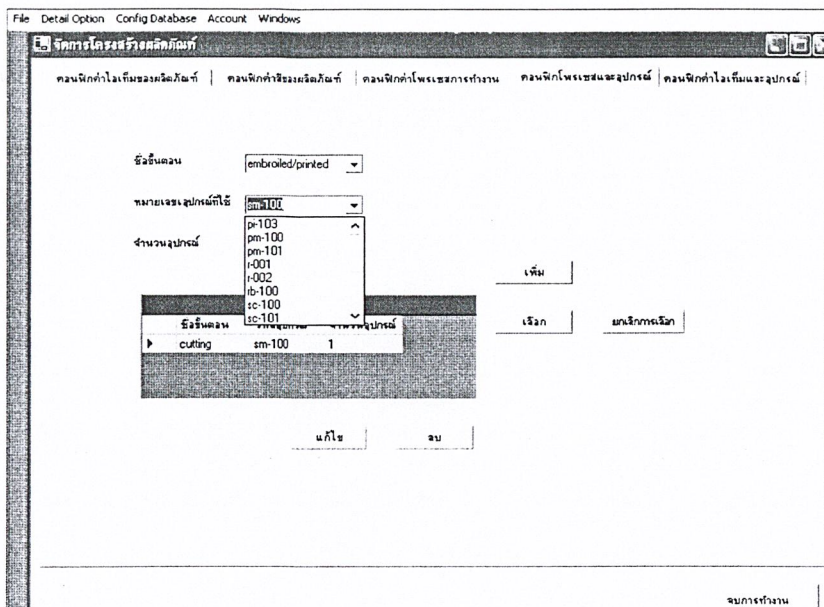 File Detail Option Config Database Account Windows
จัดการโครงสร้างผลิตภัณฑ์
คอนฟิกค่าไอเท็มของผลิตภัณฑ์ คอนฟิกค่าสีของผลิตภัณฑ์ คอนฟิกค่าโพรเซสการทำงาน คอนฟิกโพรเซสและอุปกรณ์ คอนฟิกค่าไอเท็มและอุปกรณ์
ชื่อขั้นตอน embroiled/printed
หมายเลขอุปกรณ์ที่ใช้ sm-100
จำนวนอุปกรณ์
pi-103
pm-100
pm-101
r-001
r-002
rb-100
sc-100
sc-101
เพิ่ม
เลือก ยกเลิกการเลือก
ชื่อขั้นตอน
cutting sm-100 1
แก้ไข ลบ
จบการทำงาน